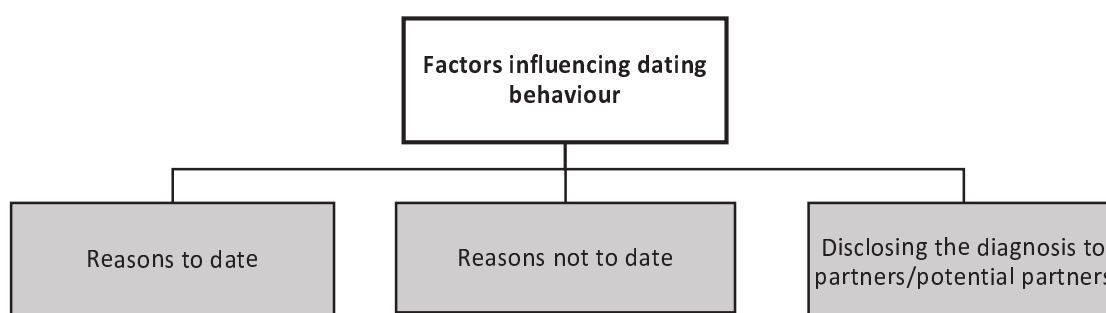 Factors influencing dating
behaviour
Reasons to date
Reasons not to date
Disclosing the diagnosis to
partners/potential partners